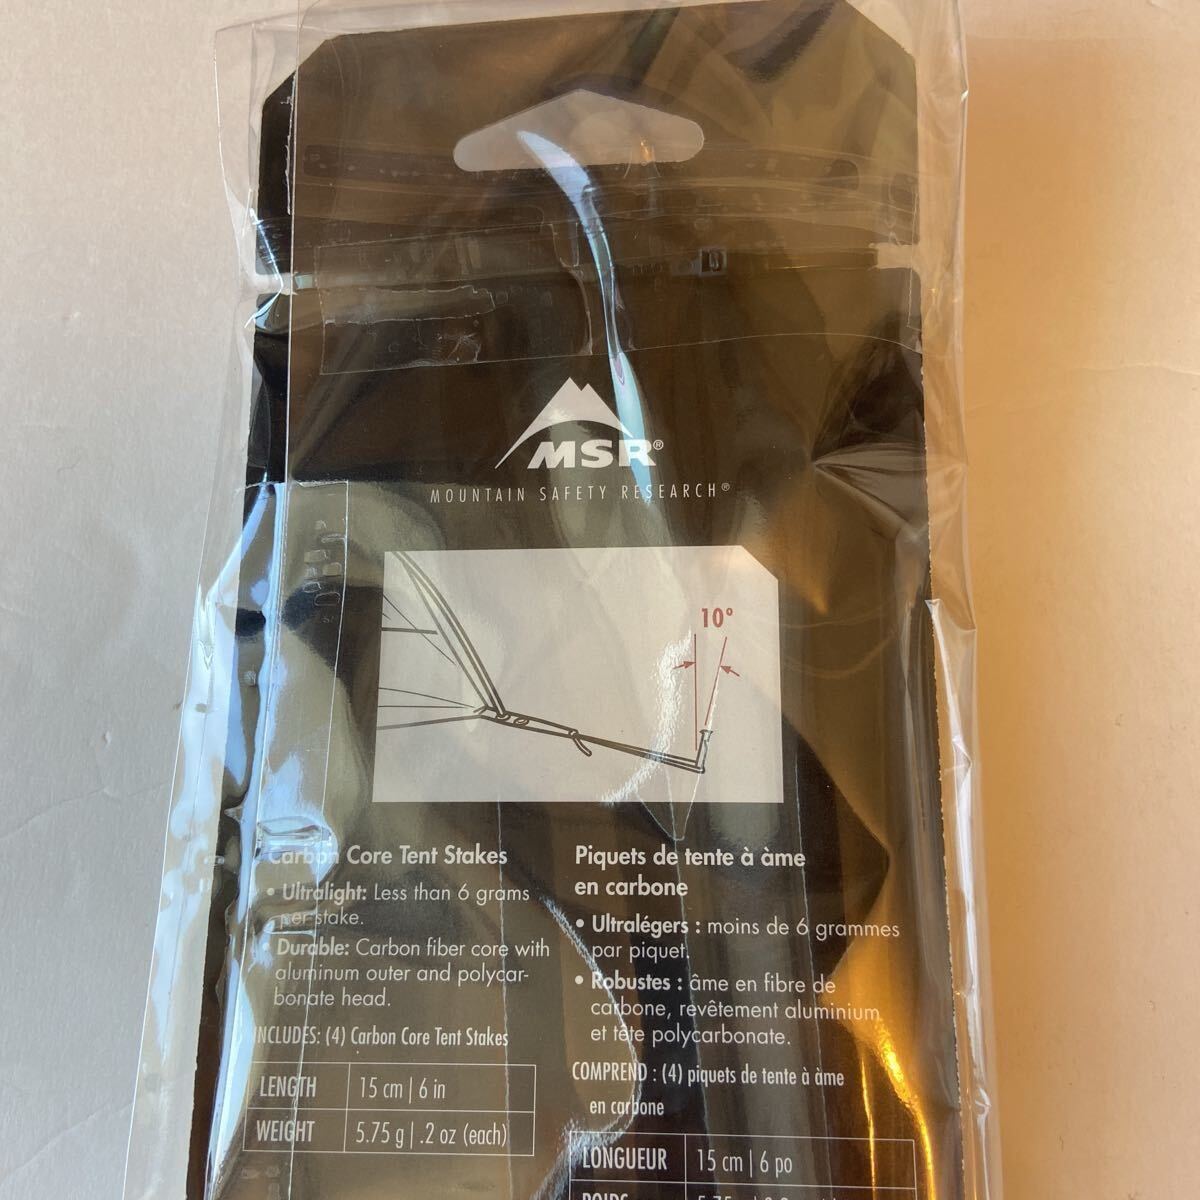 MSR®
MOUNTAIN SAFETY RESEARCH®
10°
Carbon Core Tent Stakes
• Ultralight: Less than 6 grams
per stake.
• Durable: Carbon fiber core with
aluminum outer and polycar-
bonate head.
INCLUDES: (4) Carbon Core Tent Stakes
LENGTH 15 cm | 6 in
WEIGHT 5.75 g | .2 oz (each)
Piquets de tente à àme
en carbone
• Ultralégers : moins de 6 grammes
par piquet.
• Robustes : âme en fibre de
carbone, revêtement aluminium
et tête polycarbonate.
COMPREND : (4) piquets de tente à àme
en carbone
LONGUEUR 15 cm | 6 po
POIDS